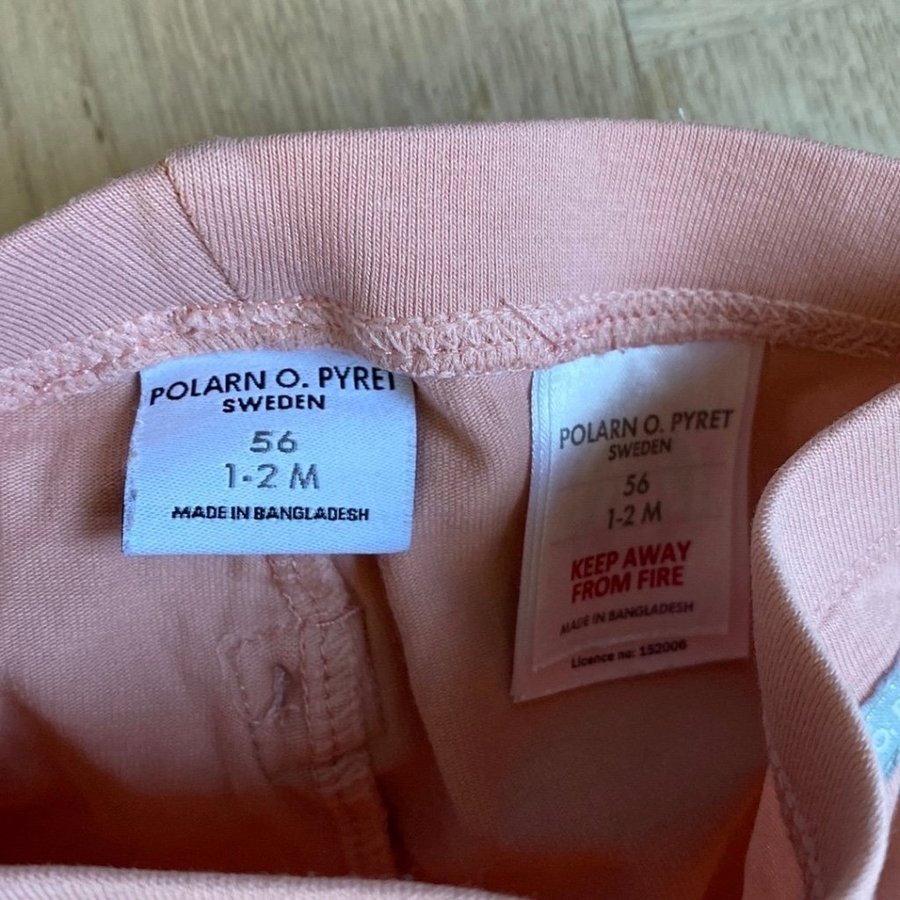 POLARN O. PYRET
SWEDEN
56
1-2 M
MADE IN BANGLADESH
POLARN O. PYRET
SWEDEN
56
1-2 M
KEEP AWAY
FROM FIRE
MADE IN BANGLADESH
Licence no: 152006